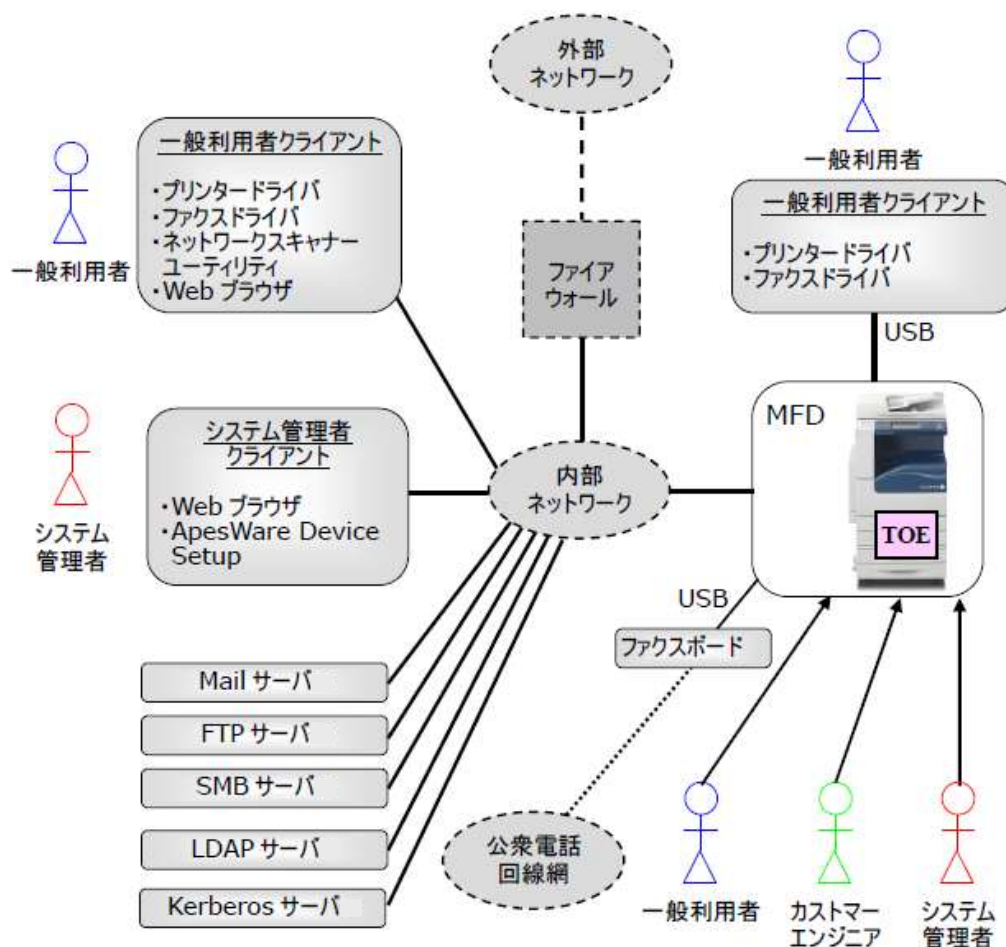 外部
ネットワーク
一般利用者
一般利用者クライアント
・プリンタードライバ
・ファクスドライバ
・ネットワークスキャナー
ユーティリティ
・Web ブラウザ
一般利用者
一般利用者クライアント
・プリンタードライバ
・ファクスドライバ
ファイア
ウォール
USB
MFD
TOE
システム管理者
クライアント
・Web ブラウザ
・ApesWare Device
Setup
システム
管理者
内部
ネットワーク
USB
ファクスボード
Mail サーバ
FTP サーバ
SMB サーバ
LDAP サーバ
Kerberos サーバ
公衆電話
回線網
一般利用者
カストマー
エンジニア
システム
管理者